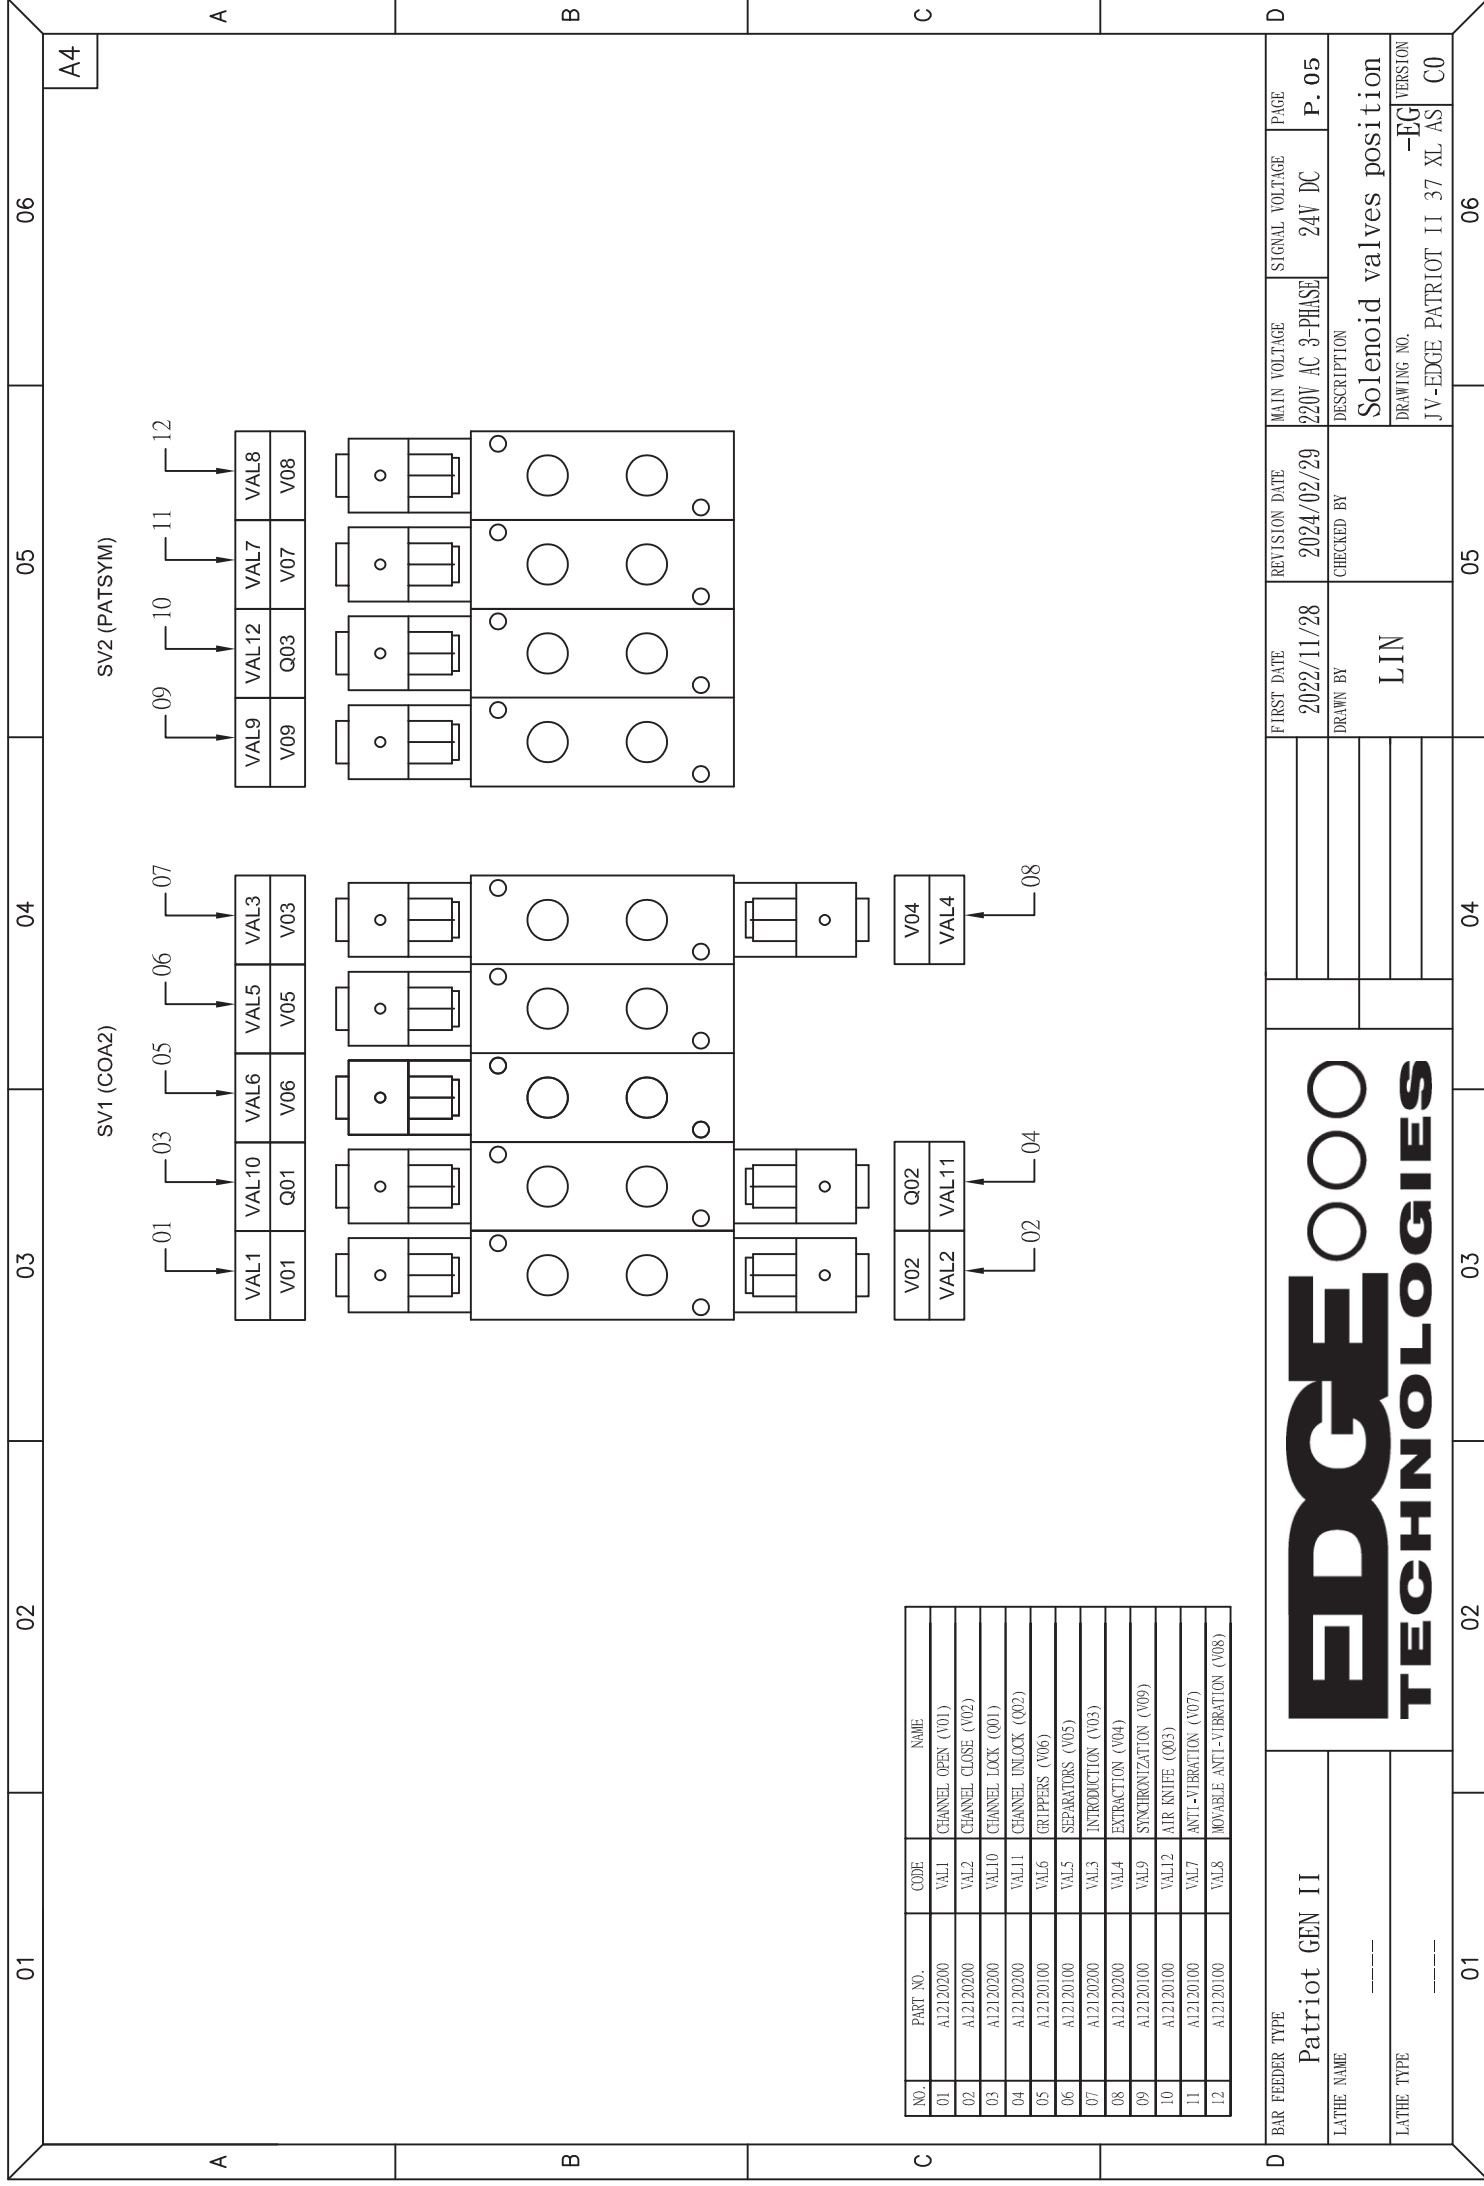 01 02 03 04 05 06
A4
A A
B B
C C
D D
SV1 (COA2)
01 03 05 06 07
VAL1 VAL10 VAL6 VAL5 VAL3
V01 Q01 V06 V05 V03
V02 Q02 V04
VAL2 VAL11 VAL4
02 04 08
SV2 (PATSYM)
09 10 11 12
VAL9 VAL12 VAL7 VAL8
V09 Q03 V07 V08
NO. PART NO. CODE NAME
01 A12120200 VAL1 CHANNEL OPEN (V01)
02 A12120200 VAL2 CHANNEL CLOSE (V02)
03 A12120200 VAL10 CHANNEL LOCK (Q01)
04 A12120200 VAL11 CHANNEL UNLOCK (Q02)
05 A12120100 VAL6 GRIPPERS (V06)
06 A12120100 VAL5 SEPARATORS (V05)
07 A12120200 VAL3 INTRODUCTION (V03)
08 A12120200 VAL4 EXTRACTION (V04)
09 A12120100 VAL9 SYNCHRONIZATION (V09)
10 A12120100 VAL12 AIR KNIFE (Q03)
11 A12120100 VAL7 ANTI-VIBRATION (V07)
12 A12120100 VAL8 MOVABLE ANTI-VIBRATION (V08)
BAR FEEDER TYPE
Patriot GEN II
LATHE NAME
----
LATHE TYPE
----
EDGE
TECHNOLOGIES
FIRST DATE
2022/11/28
REVISION DATE
2024/02/29
MAIN VOLTAGE
220V AC 3-PHASE
SIGNAL VOLTAGE
24V DC
PAGE
P.05
DRAWN BY
LIN
CHECKED BY
DESCRIPTION
Solenoid valves position
DRAWING NO.
JV-EDGE PATRIOT II 37 XL AS
-EG
VERSION
C0
01 02 03 04 05 06